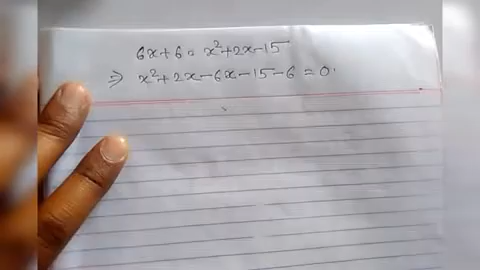 6x+6 = x²+2x-15
⇒ x²+2x-6x-15-6=0.